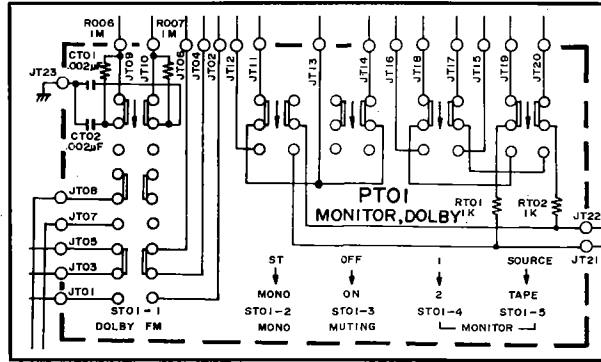 R006
1M
R007
1M
CT01
.002µF
JT09
JT10
JT06
JT04
JT02
JT12
JT11
JT13
JT14
JT16
JT18
JT17
JT15
JT19
JT20
JT23
CT02
.002µF
JT08
JT07
JT05
JT03
JT01
PT01
MONITOR, DOLBY
RT01
1K
RT02
1K
JT22
JT21
ST OFF 1 SOURCE
MONO ON 2 TAPE
ST01-1 ST01-2 ST01-3 ST01-4 ST01-5
DOLBY FM MONO MUTING MONITOR